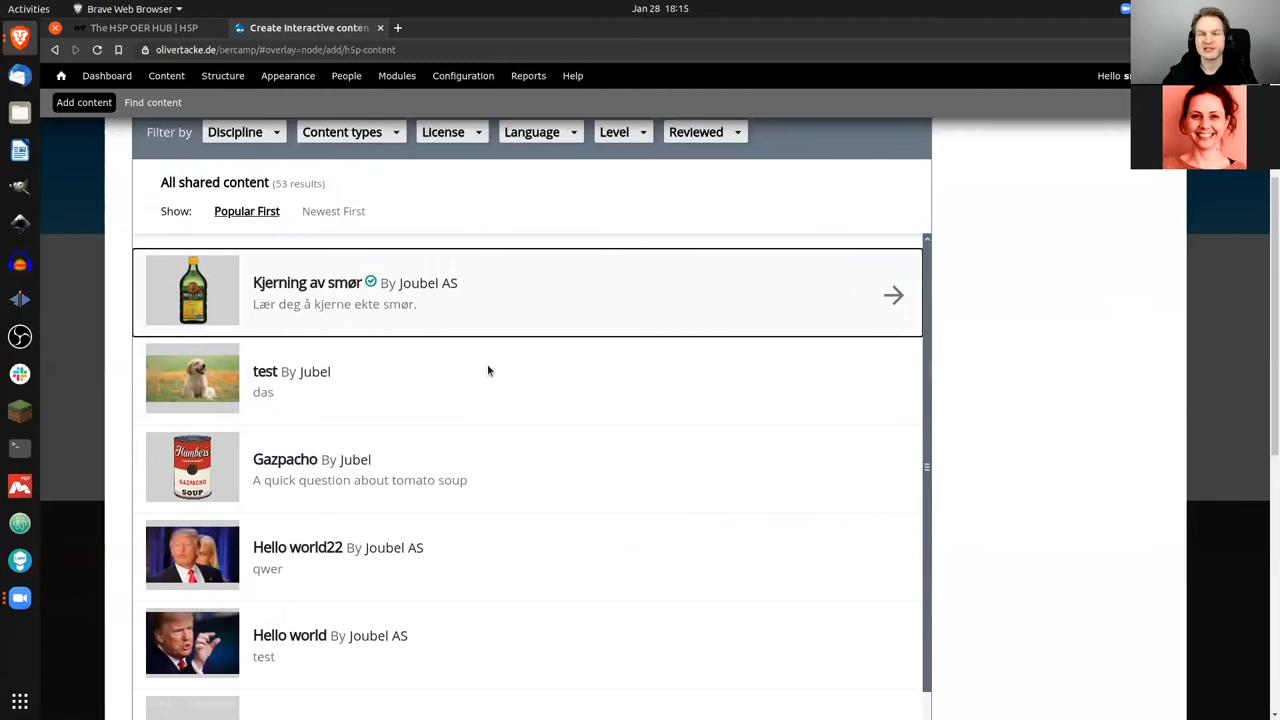 Activities
Brave Web Browser
Jan 28 18:15
The H5P OER HUB | H5P
Create Interactive conten
olivertacke.de/oercamp/#overlay=node/add/h5p-content
Dashboard Content Structure Appearance People Modules Configuration Reports Help
Hello
Add content Find content
Filter by Discipline Content types License Language Level Reviewed
All shared content (53 results)
Show: Popular First Newest First
Kjerning av smør By Joubel AS
Lær deg å kjerne ekte smør.
test By Jubel
das
Gazpacho By Jubel
A quick question about tomato soup
Humbers
GAZPACHO
SOUP
Hello world22 By Joubel AS
qwer
Hello world By Joubel AS
test